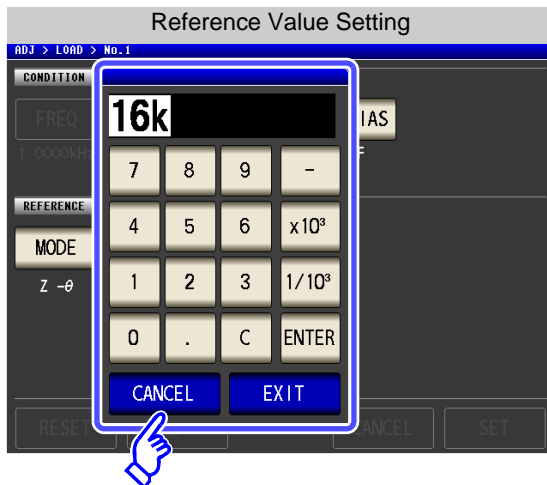 Reference Value Setting
ADJ > LOAD > No.1
CONDITION
FREQ
IAS
1.0000kHz
F
16k
7 8 9 -
4 5 6 x10³
1 2 3 1/10³
0 . C ENTER
CANCEL EXIT
REFERENCE
MODE
Z -θ
RESET
CANCEL
SET